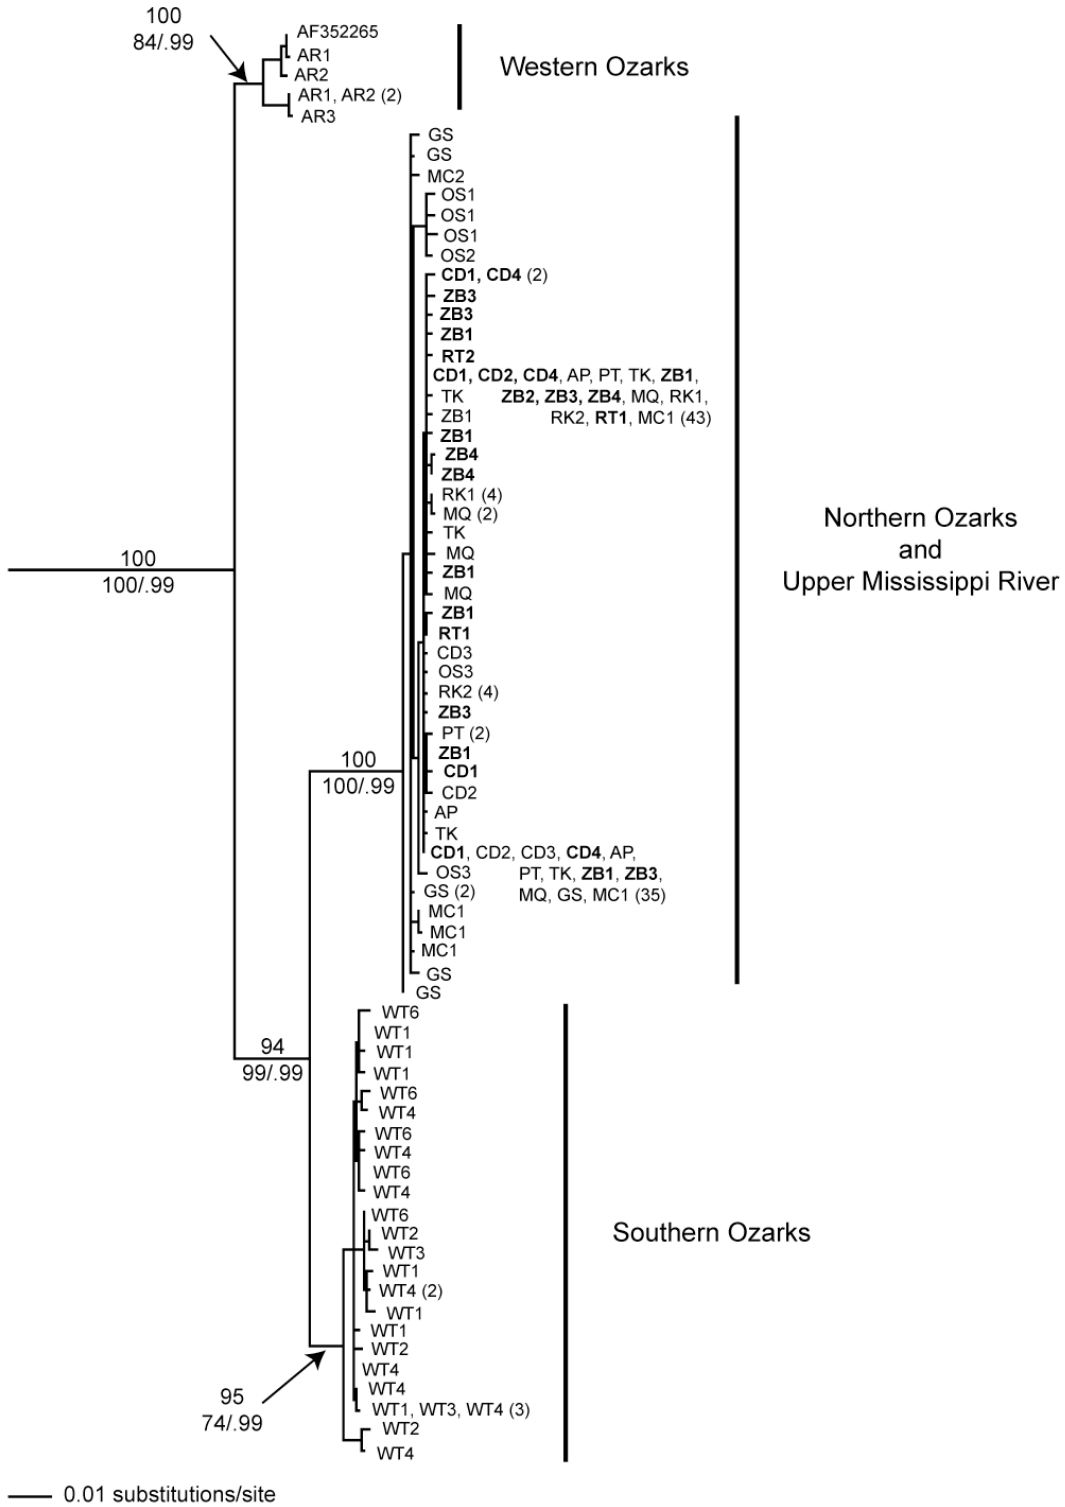 100
84/.99
AF352265
AR1
AR2
AR1, AR2 (2)
AR3
Western Ozarks
GS
GS
MC2
OS1
OS1
OS1
OS2
CD1, CD4 (2)
ZB3
ZB3
ZB1
RT2
CD1, CD2, CD4, AP, PT, TK, ZB1,
TK ZB2, ZB3, ZB4, MQ, RK1,
ZB1 RK2, RT1, MC1 (43)
ZB1
ZB4
ZB4
RK1 (4)
MQ (2)
TK
MQ
ZB1
MQ
ZB1
RT1
CD3
OS3
RK2 (4)
ZB3
PT (2)
ZB1
CD1
CD2
AP
TK
CD1, CD2, CD3, CD4, AP,
OS3 PT, TK, ZB1, ZB3,
GS (2) MQ, GS, MC1 (35)
MC1
MC1
MC1
GS
GS
Northern Ozarks
and
Upper Mississippi River
100
100/.99
100
100/.99
94
99/.99
WT6
WT1
WT1
WT1
WT6
WT4
WT6
WT4
WT6
WT4
WT6
WT2
WT3
WT1
WT4 (2)
WT1
WT1
WT2
WT4
WT4
WT1, WT3, WT4 (3)
WT2
WT4
Southern Ozarks
95
74/.99
0.01 substitutions/site